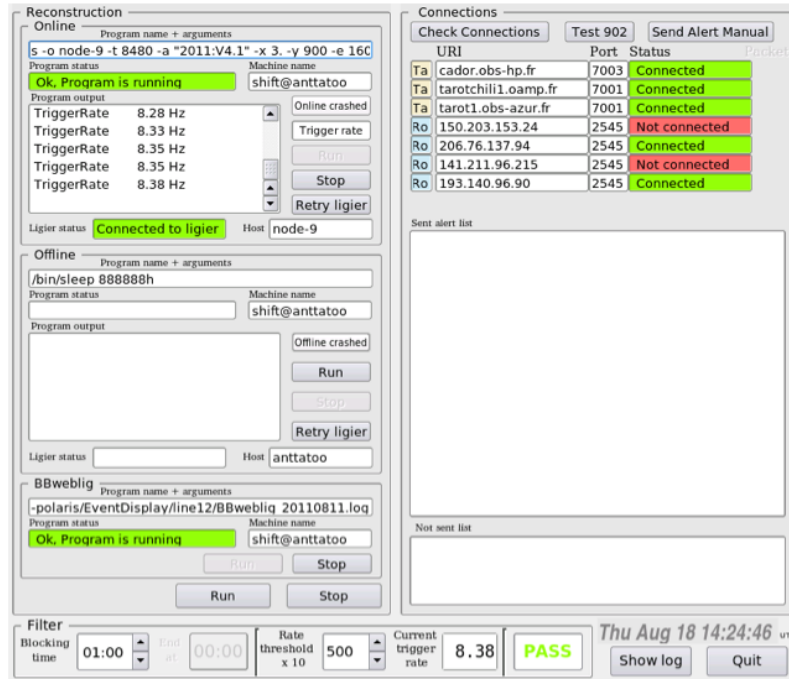 Reconstruction
Online
Program name + arguments
s -o node-9 -t 8480 -a "2011:V4.1" -x 3. -y 900 -e 160
Program status
Machine name
Ok, Program is running
shift@anttatoo
Program output
TriggerRate 8.28 Hz
TriggerRate 8.33 Hz
TriggerRate 8.35 Hz
TriggerRate 8.35 Hz
TriggerRate 8.38 Hz
Online crashed
Trigger rate
Run
Stop
Retry ligier
Ligier status
Connected to ligier
Host
node-9
Offline
Program name + arguments
/bin/sleep 888888h
Program status
Machine name
shift@anttatoo
Program output
Offline crashed
Run
Stop
Retry ligier
Ligier status
Host
anttatoo
BBweblig
Program name + arguments
-polaris/EventDisplay/line12/BBweblig_20110811.log
Program status
Machine name
Ok, Program is running
shift@anttatoo
Run
Stop
Run
Stop
Connections
Check Connections
Test 902
Send Alert Manual
URI Port Status Packet
Ta cador.obs-hp.fr 7003 Connected
Ta tarotchili1.oamp.fr 7001 Connected
Ta tarot1.obs-azur.fr 7001 Connected
Ro 150.203.153.24 2545 Not connected
Ro 206.76.137.94 2545 Connected
Ro 141.211.96.215 2545 Not connected
Ro 193.140.96.90 2545 Connected
Sent alert list
Not sent list
Filter
Blocking
time
01:00
End
at
00:00
Rate
threshold
x 10
500
Current
trigger
rate
8.38
PASS
Thu Aug 18 14:24:46
Show log
Quit